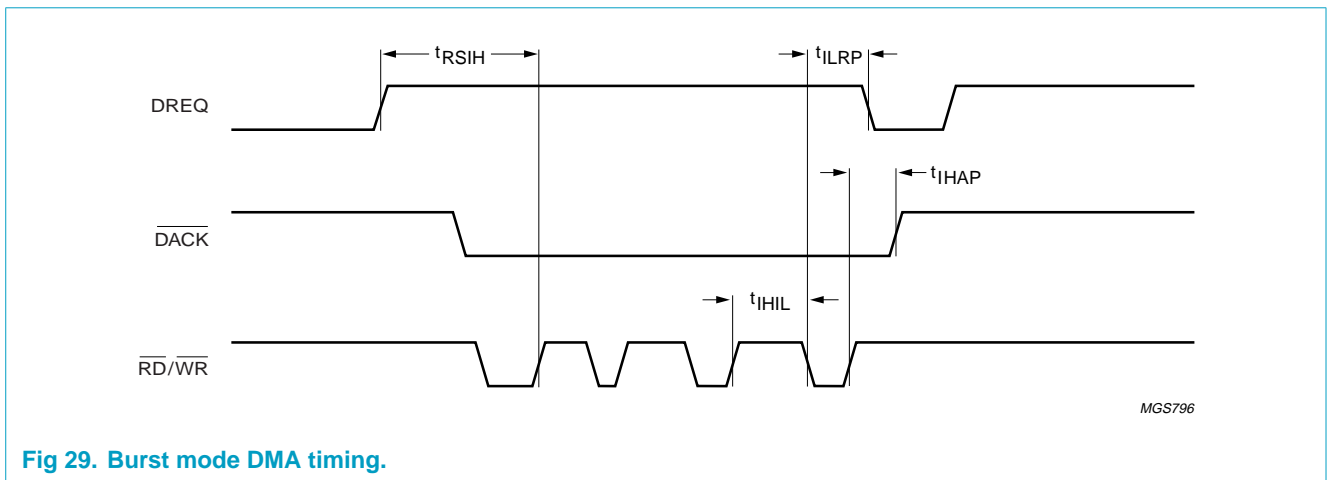 tRSIH
tILRP
DREQ
tIHAP
DACK
tIHIL
RD/WR
MGS796
Fig 29. Burst mode DMA timing.